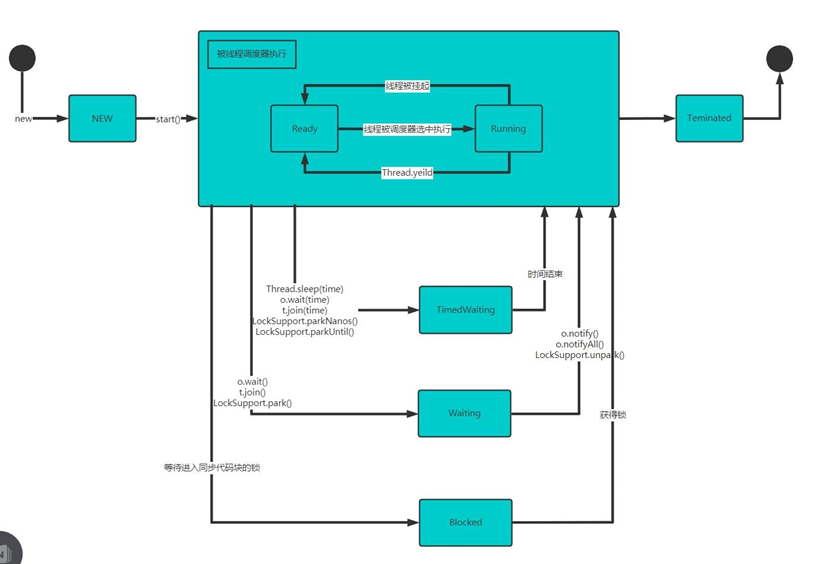 被线程调度器执行
线程被挂起
new
NEW
start()
Ready
线程被调度器选中执行
Running
Teminated
Thread.yeild
Thread.sleep(time)
o.wait(time)
t.join(time)
LockSupport.parkNanos()
LockSupport.parkUntil()
TimedWaiting
时间结束
o.notify()
o.notifyAll()
LockSupport.unpark()
o.wait()
t.join()
LockSupport.park()
Waiting
获得锁
等待进入同步代码块的锁
Blocked